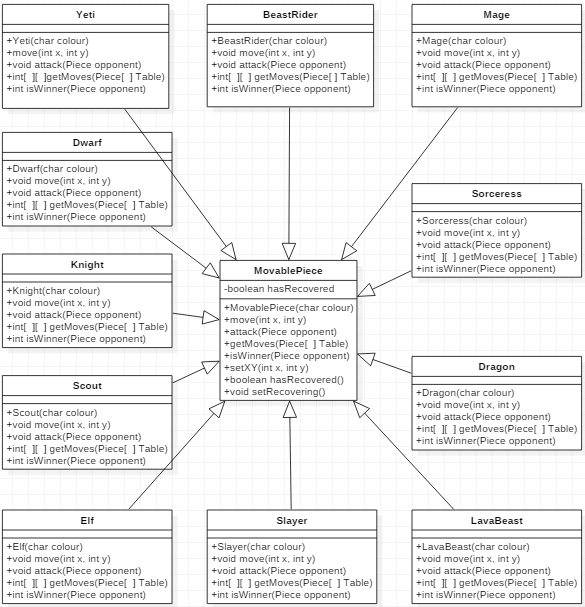 Yeti
+Yeti(char colour)
+move(int x, int y)
+void attack(Piece opponent)
+int[  ][  ]getMoves(Piece[  ] Table)
+int isWinner(Piece opponent)
BeastRider
+BeastRider(char colour)
+void move(int x, int y)
+void attack(Piece opponent)
+int[  ][  ] getMoves(Piece[  ] Table)
+int isWinner(Piece opponent)
Mage
+Mage(char colour)
+void move(int x, int y)
+void attack(Piece opponent)
+int[  ][  ] getMoves(Piece[  ] Table)
+int isWinner(Piece opponent)
Dwarf
+Dwarf(char colour)
+void move(int x, int y)
+void attack(Piece opponent)
+int[  ][  ] getMoves(Piece[  ] Table)
+int isWinner(Piece opponent)
Sorceress
+Sorceress(char colour)
+void move(int x, int y)
+void attack(Piece opponent)
+int[  ][  ] getMoves(Piece[  ] Table)
+int isWinner(Piece opponent)
Knight
+Knight(char colour)
+void move(int x, int y)
+void attack(Piece opponent)
+int[  ][  ] getMoves(Piece[  ] Table)
+int isWinner(Piece opponent)
MovablePiece
-boolean hasRecovered
+MovablePiece(char colour)
+move(int x, int y)
+attack(Piece opponent)
+getMoves(Piece[  ] Table)
+isWinner(Piece opponent)
+setXY(int x, int y)
+boolean hasRecovered()
+void setRecovering()
Dragon
+Dragon(char colour)
+void move(int x, int y)
+void attack(Piece opponent)
+int[  ][  ] getMoves(Piece[  ] Table)
+int isWinner(Piece opponent)
Scout
+Scout(char colour)
+void move(int x, int y)
+void attack(Piece opponent)
+int[  ][  ] getMoves(Piece[  ] Table)
+int isWinner(Piece opponent)
Elf
+Elf(char colour)
+void move(int x, int y)
+void attack(Piece opponent)
+int[  ][  ] getMoves(Piece[  ] Table)
+int isWinner(Piece opponent)
Slayer
+Slayer(char colour)
+void move(int x, int y)
+void attack(Piece opponent)
+int[  ][  ] getMoves(Piece[  ] Table)
+int isWinner(Piece opponent)
LavaBeast
+LavaBeast(char colour)
+void move(int x, int y)
+void attack(Piece opponent)
+int[  ][  ] getMoves(Piece[  ] Table)
+int isWinner(Piece opponent)